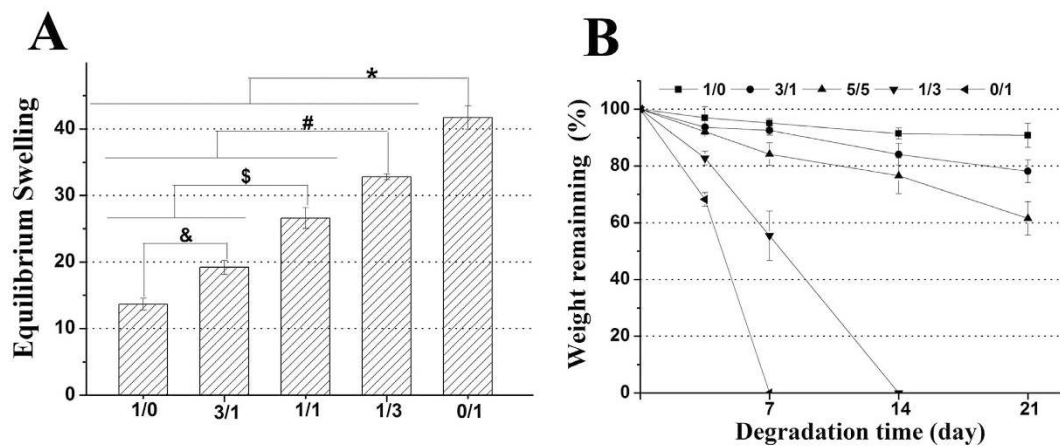 A
Equilibrium Swelling
40
30
20
10
0
*
#
$
&
1/0 3/1 1/1 1/3 0/1
B
1/0 3/1 5/5 1/3 0/1
Weight remainning (%)
100
80
60
40
20
0
7 14 21
Degradation time (day)